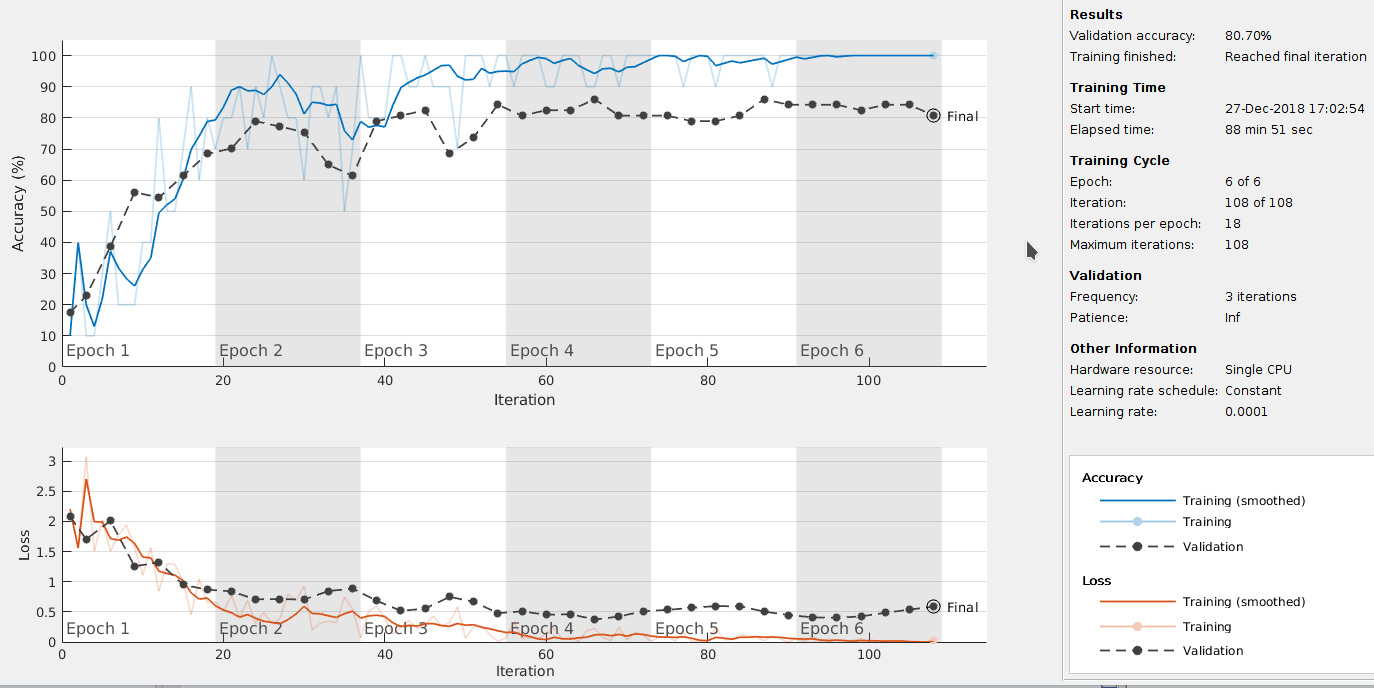 100
90
80
70
60
50
40
30
20
10
0
Accuracy (%)
Final
Epoch 1 Epoch 2 Epoch 3 Epoch 4 Epoch 5 Epoch 6
0 20 40 60 80 100
Iteration
3
2.5
2
1.5
1
0.5
0
Loss
Final
Epoch 1 Epoch 2 Epoch 3 Epoch 4 Epoch 5 Epoch 6
0 20 40 60 80 100
Iteration
Results
Validation accuracy: 80.70%
Training finished: Reached final iteration
Training Time
Start time: 27-Dec-2018 17:02:54
Elapsed time: 88 min 51 sec
Training Cycle
Epoch: 6 of 6
Iteration: 108 of 108
Iterations per epoch: 18
Maximum iterations: 108
Validation
Frequency: 3 iterations
Patience: Inf
Other Information
Hardware resource: Single CPU
Learning rate schedule: Constant
Learning rate: 0.0001
Accuracy
Training (smoothed)
Training
Validation
Loss
Training (smoothed)
Training
Validation